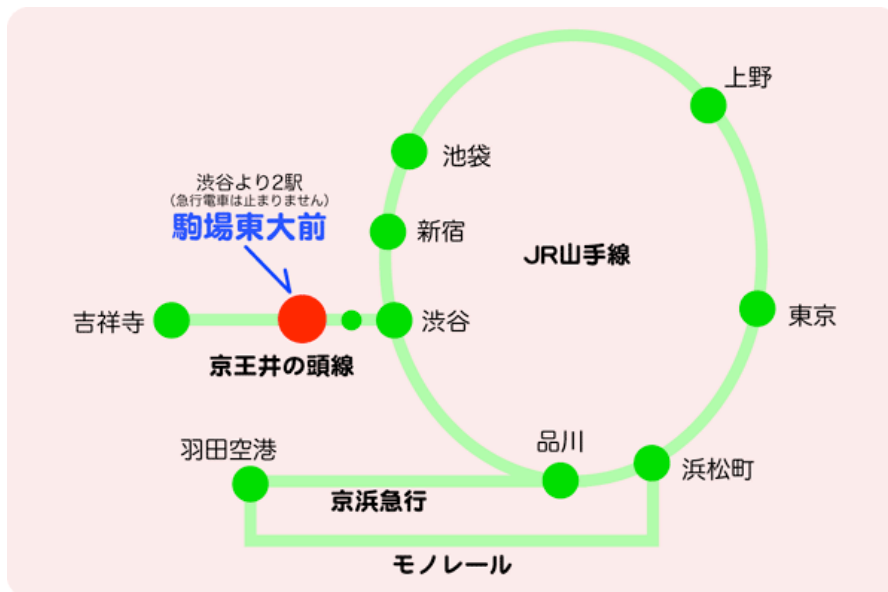 上野
池袋
渋谷より2駅
（急行電車は止まりません）
駒場東大前
新宿
JR山手線
吉祥寺
渋谷
東京
京王井の頭線
品川
羽田空港
浜松町
京浜急行
モノレール